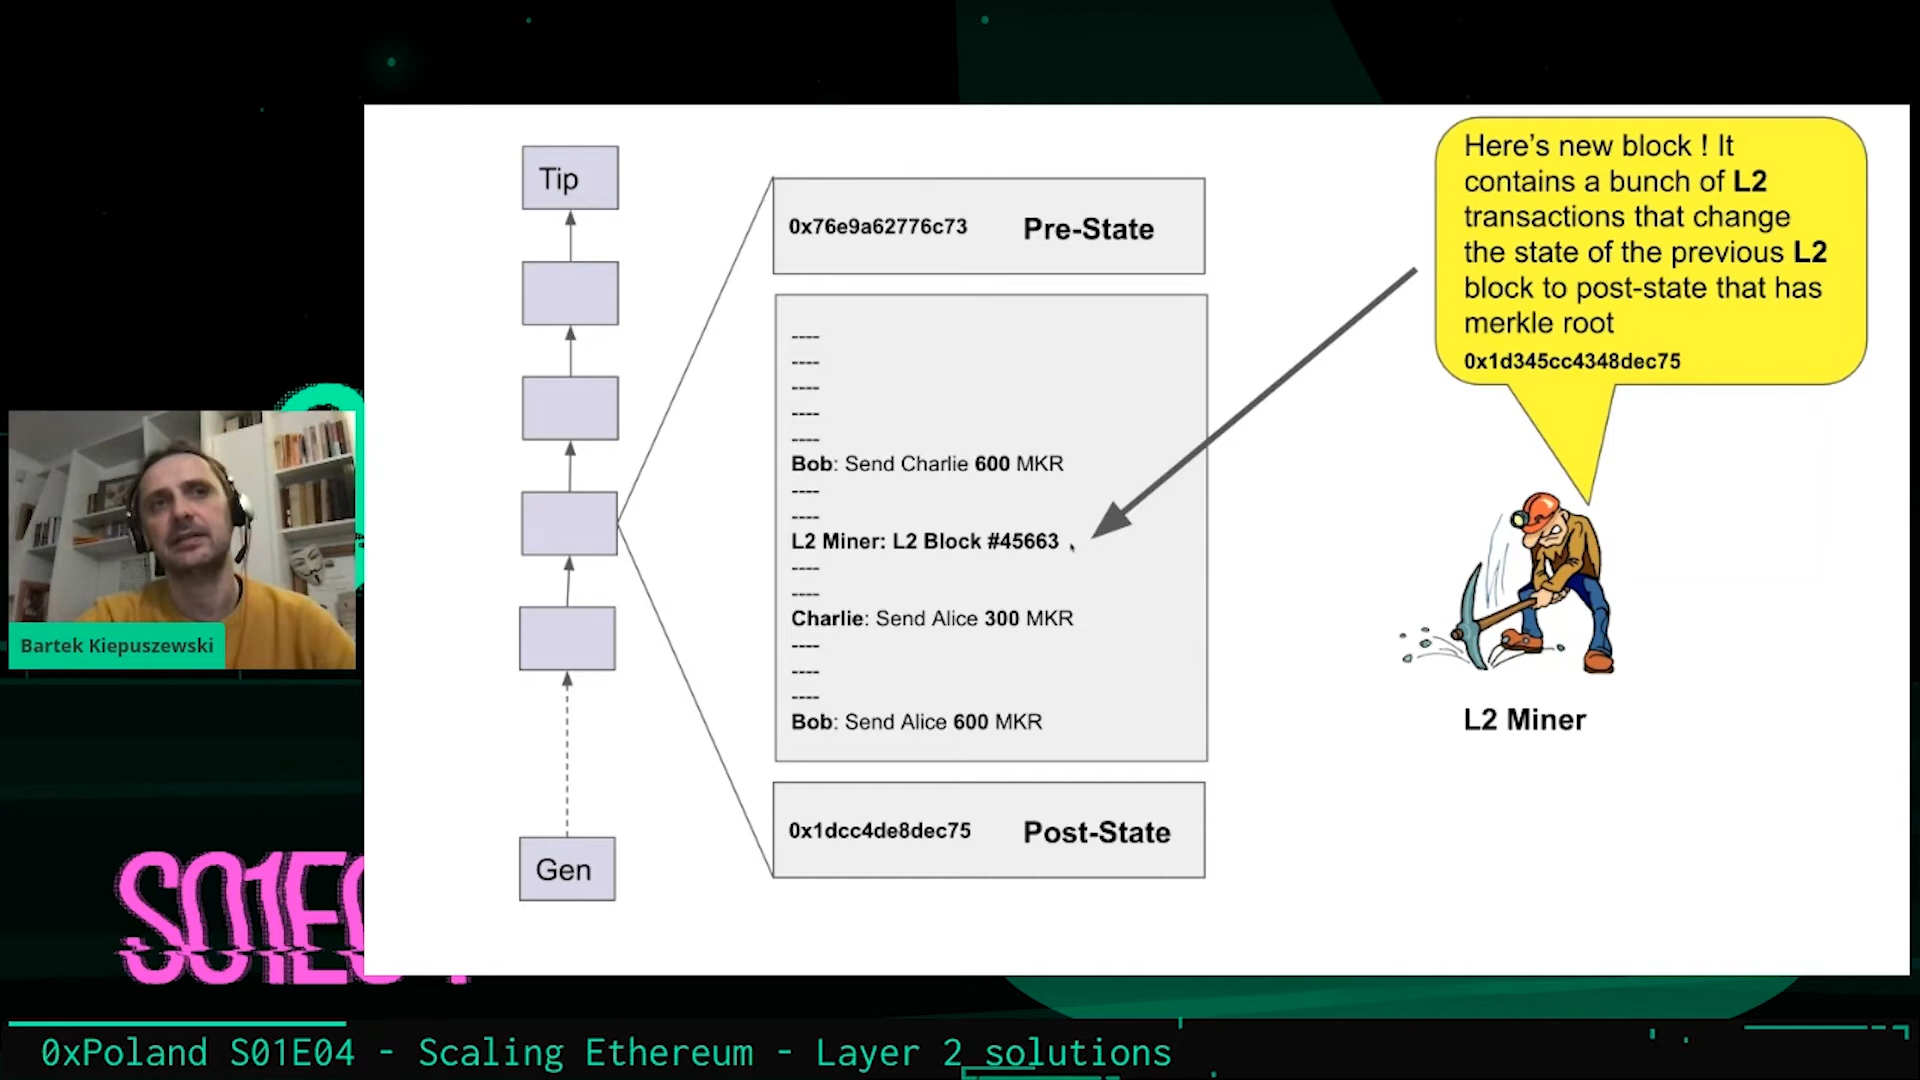 Tip
Gen
0x76e9a62776c73 Pre-State
----
----
----
----
----
Bob: Send Charlie 600 MKR
----
----
L2 Miner: L2 Block #45663
----
----
Charlie: Send Alice 300 MKR
----
----
----
Bob: Send Alice 600 MKR
0x1dcc4de8dec75 Post-State
Here's new block ! It
contains a bunch of L2
transactions that change
the state of the previous L2
block to post-state that has
merkle root
0x1d345cc4348dec75
L2 Miner
Bartek Kiepuszewski
0xPoland S01E04 - Scaling Ethereum - Layer 2 solutions